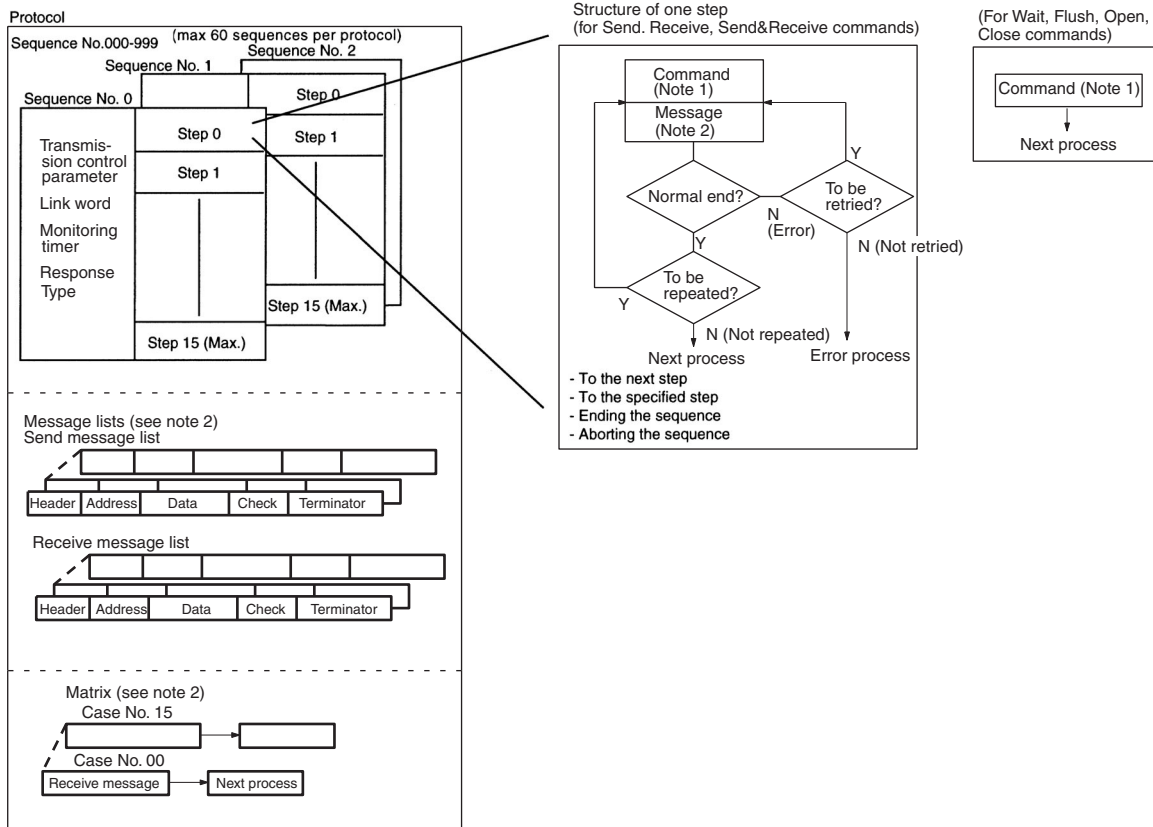 Protocol
Sequence No.000-999
(max 60 sequences per protocol)
Sequence No. 2
Sequence No. 1
Sequence No. 0
Transmis-
sion control
parameter
Link word
Monitoring
timer
Response
Type
Step 0
Step 1
Step 15 (Max.)
Step 0
Step 1
Step 15 (Max.)
Message lists (see note 2)
Send message list
Header
Address
Data
Check
Terminator
Receive message list
Header
Address
Data
Check
Terminator
Matrix (see note 2)
Case No. 15
Case No. 00
Receive message
Next process
Structure of one step
(for Send. Receive, Send&Receive commands)
Command
(Note 1)
Message
(Note 2)
Normal end?
N
(Error)
To be
retried?
Y
N (Not retried)
Y
To be
repeated?
Y
N (Not repeated)
Next process
Error process
- To the next step
- To the specified step
- Ending the sequence
- Aborting the sequence
(For Wait, Flush, Open,
Close commands)
Command (Note 1)
Next process